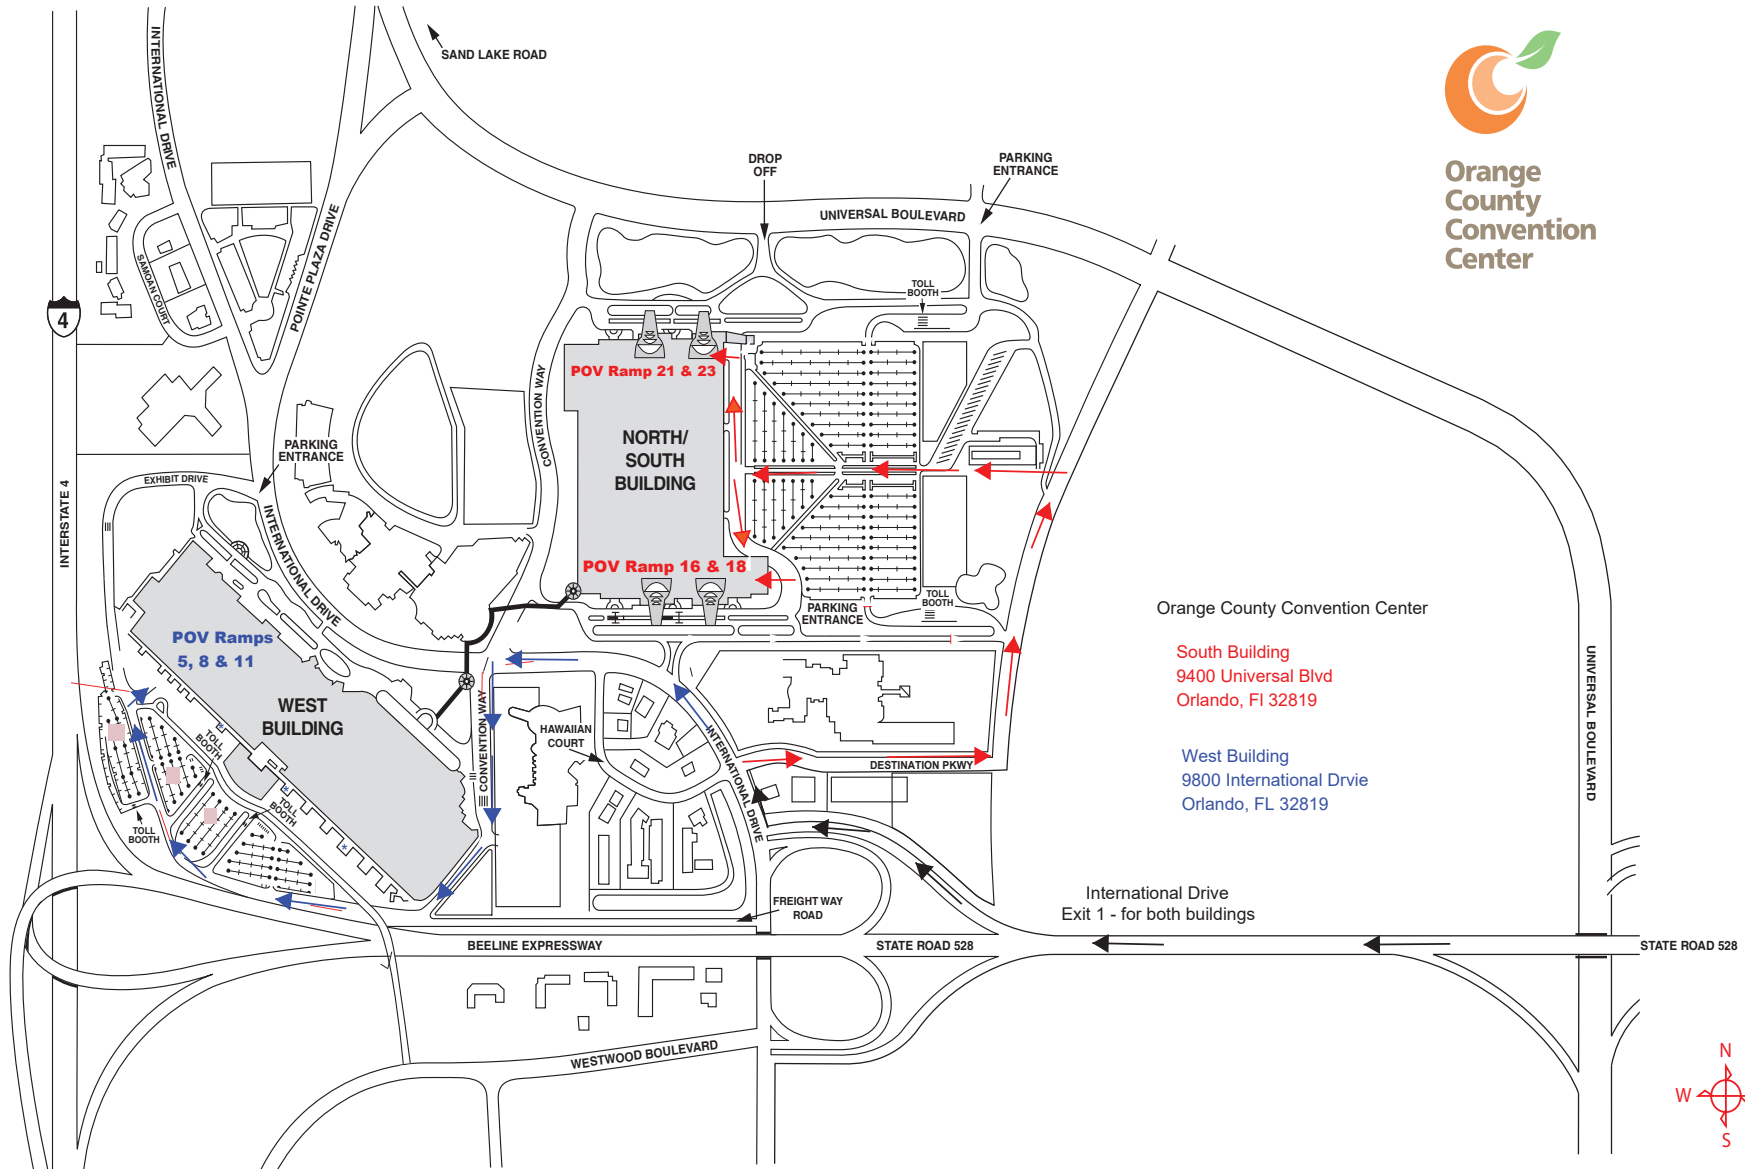 SAND LAKE ROAD
INTERNATIONAL DRIVE
DROP
OFF
PARKING
ENTRANCE
UNIVERSAL BOULEVARD
Orange
County
Convention
Center
POINTE PLAZA DRIVE
SAMOAN COURT
4
TOLL
BOOTH
CONVENTION WAY
POV Ramp 21 & 23
NORTH/
SOUTH
BUILDING
PARKING
ENTRANCE
EXHIBIT DRIVE
INTERSTATE 4
INTERNATIONAL DRIVE
POV Ramp 16 & 18
TOLL
BOOTH
PARKING
ENTRANCE
Orange County Convention Center
South Building
9400 Universal Blvd
Orlando, Fl 32819
West Building
9800 International Drvie
Orlando, FL 32819
UNIVERSAL BOULEVARD
POV Ramps
5, 8 & 11
WEST
BUILDING
CONVENTION WAY
HAWAIIAN
COURT
INTERNATIONAL DRIVE
DESTINATION PKWY
TOLL
BOOTH
*
*
*
TOLL
BOOTH
TOLL
BOOTH
FREIGHT WAY
ROAD
International Drive
Exit 1 - for both buildings
BEELINE EXPRESSWAY
STATE ROAD 528
STATE ROAD 528
WESTWOOD BOULEVARD
N
W
S